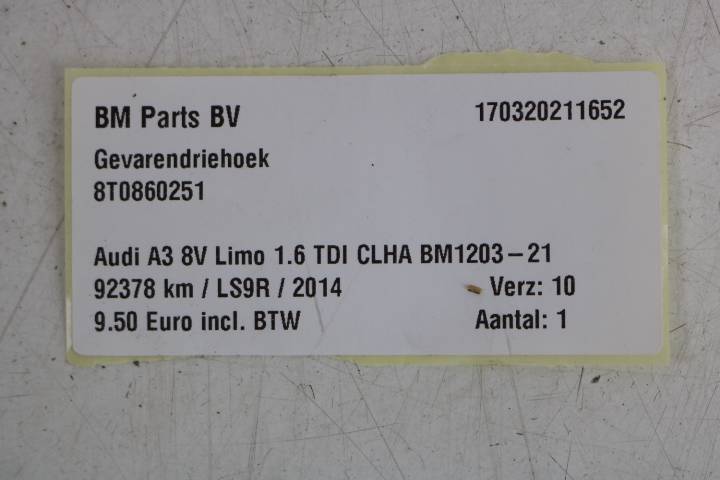 BM Parts BV 170320211652
Gevarendriehoek
8T0860251
Audi A3 8V Limo 1.6 TDI CLHA BM1203-21
92378 km / LS9R / 2014 Verz: 10
9.50 Euro incl. BTW Aantal: 1